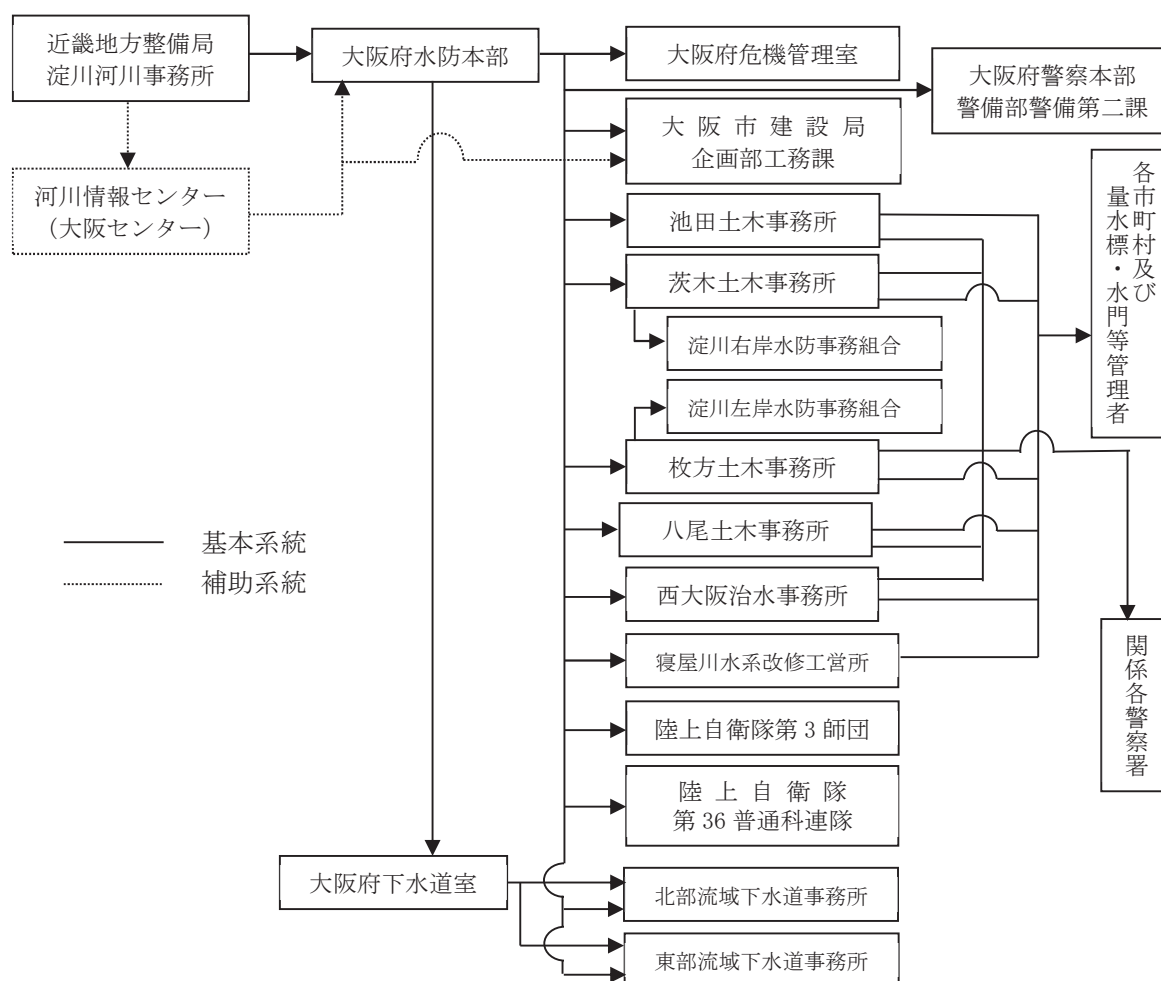 近畿地方整備局
淀川河川事務所
大阪府水防本部
大阪府危機管理室
大阪府警察本部
警備部警備第二課
大阪市建設局
企画部工務課
河川情報センター
（大阪センター）
池田土木事務所
茨木土木事務所
淀川右岸水防事務組合
淀川左岸水防事務組合
枚方土木事務所
八尾土木事務所
西大阪治水事務所
寝屋川水系改修工営所
陸上自衛隊第3師団
陸上自衛隊
第36普通科連隊
大阪府下水道室
北部流域下水道事務所
東部流域下水道事務所
各市町村及び
量水標・水門等管理者
関係各警察署
基本系統
補助系統